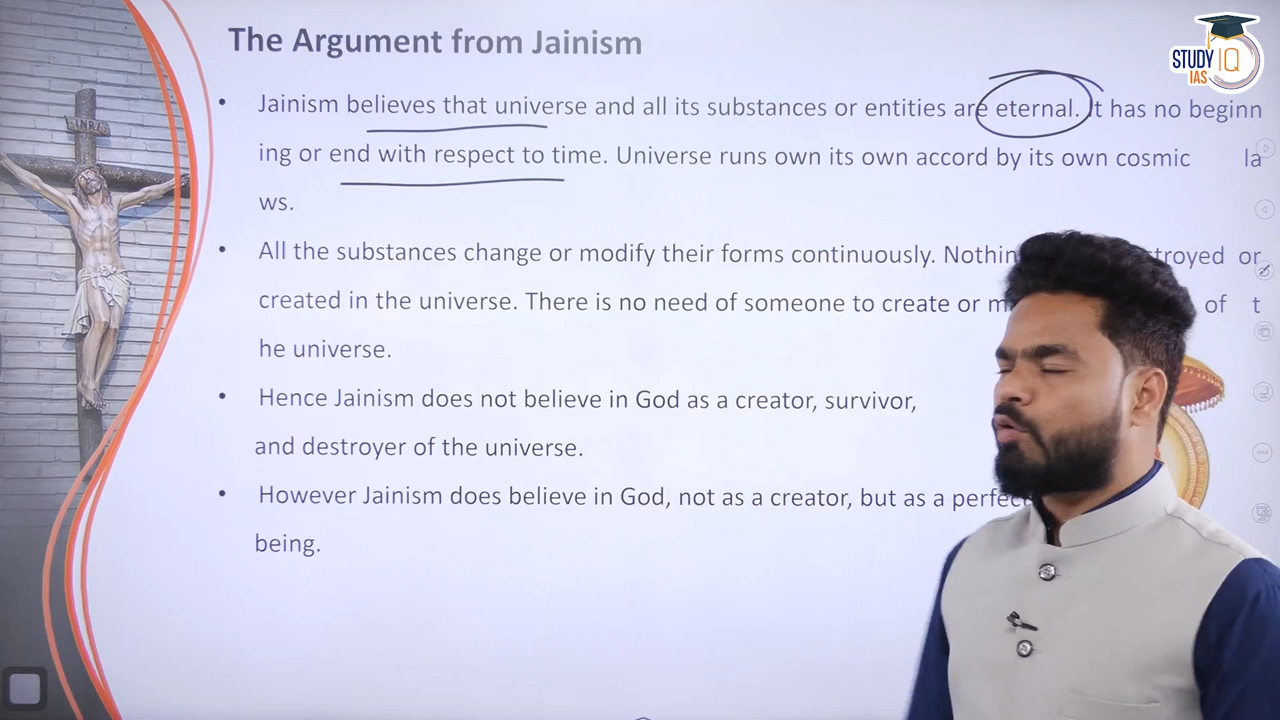 The Argument from Jainism
STUDY IQ
IAS
INRI
• Jainism believes that universe and all its substances or entities are eternal. It has no beginn
ing or end with respect to time. Universe runs own its own accord by its own cosmic la
ws.
• All the substances change or modify their forms continuously. or
created in the universe. There is no need of someone to create or of t
he universe.
• Hence Jainism does not believe in God as a creator, survivor,
and destroyer of the universe.
• However Jainism does believe in God, not as a creator, but as a
being.